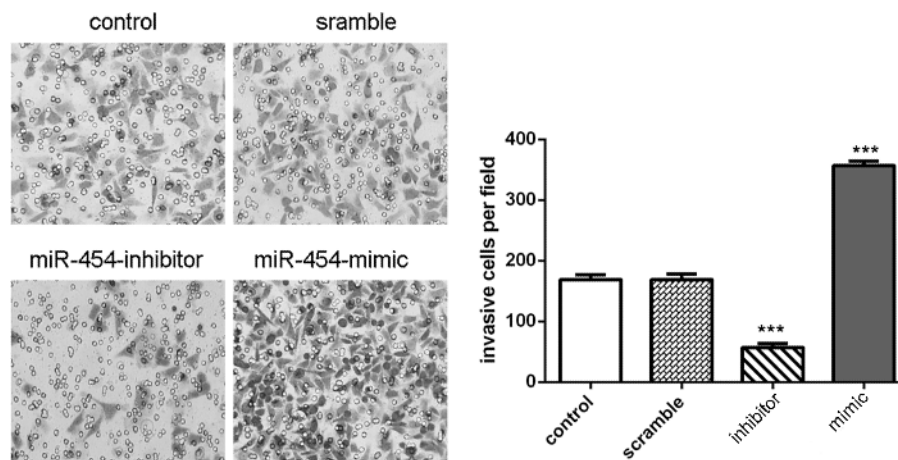 control
sramble
miR-454-inhibitor
miR-454-mimic
invasive cells per field
400
300
200
100
0
***
***
control
scramble
inhibitor
mimic